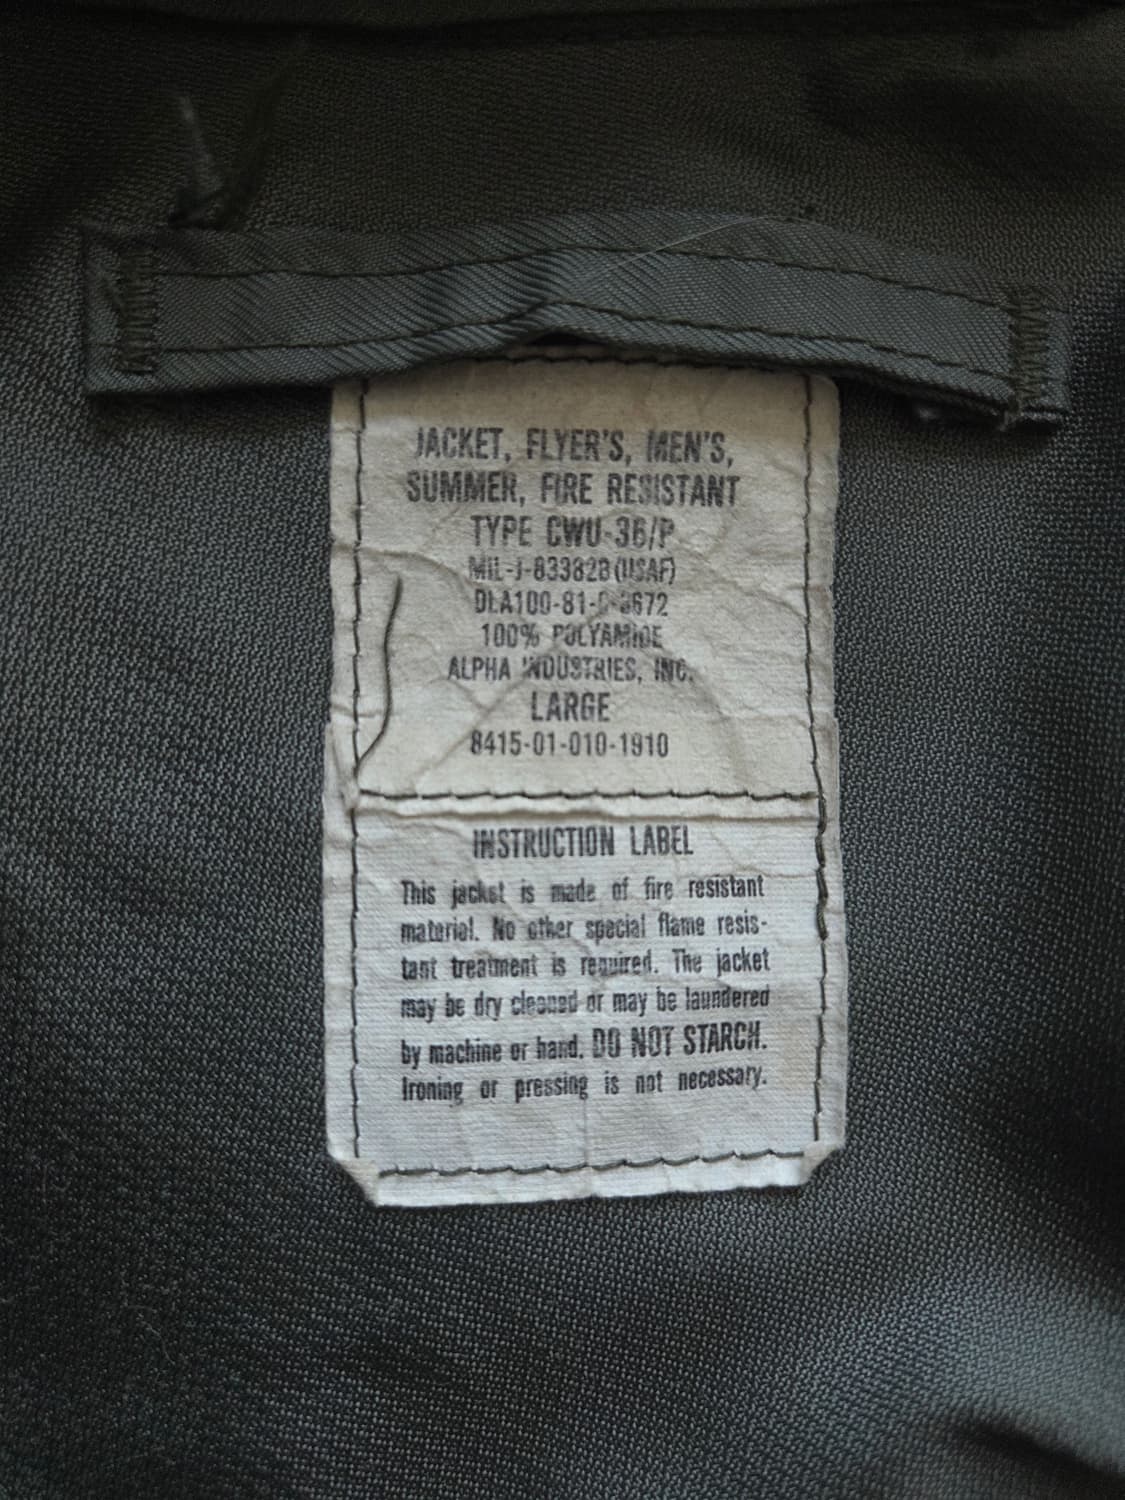 JACKET, FLYER'S, MEN'S,
SUMMER, FIRE RESISTANT
TYPE CWU-36/P
MIL-J-83382B (USAF)
100% POLYAMIDE
ALPHA INDUSTRIES, INC.
LARGE
8415-01-010-1910
INSTRUCTION LABEL
This jacket is made of fire resistant
material. No other special flame resis-
tant treatment is required. The jacket
may be dry cleaned or may be laundered
by machine or hand. DO NOT STARCH.
Ironing or pressing is not necessary.